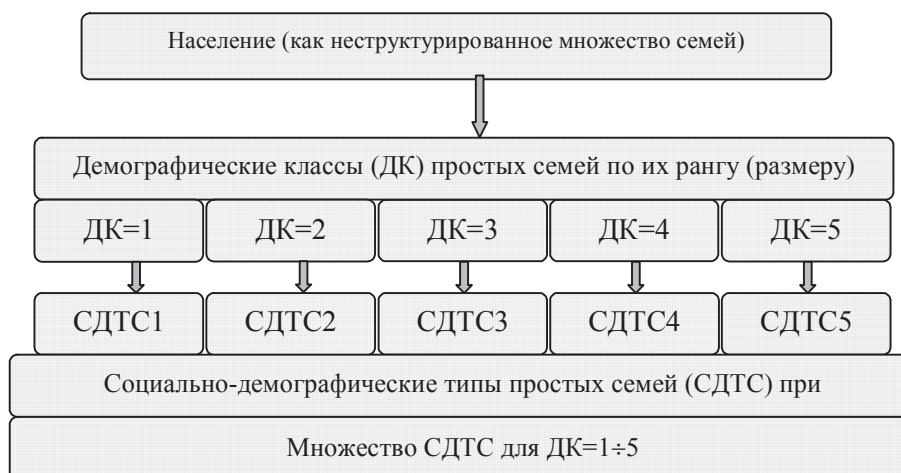 Население (как неструктурированное множество семей)
Демографические классы (ДК) простых семей по их рангу (размеру)
ДК=1 ДК=2 ДК=3 ДК=4 ДК=5
СДТС1 СДТС2 СДТС3 СДТС4 СДТС5
Социально-демографические типы простых семей (СДТС) при
Множество СДТС для ДК=1÷5